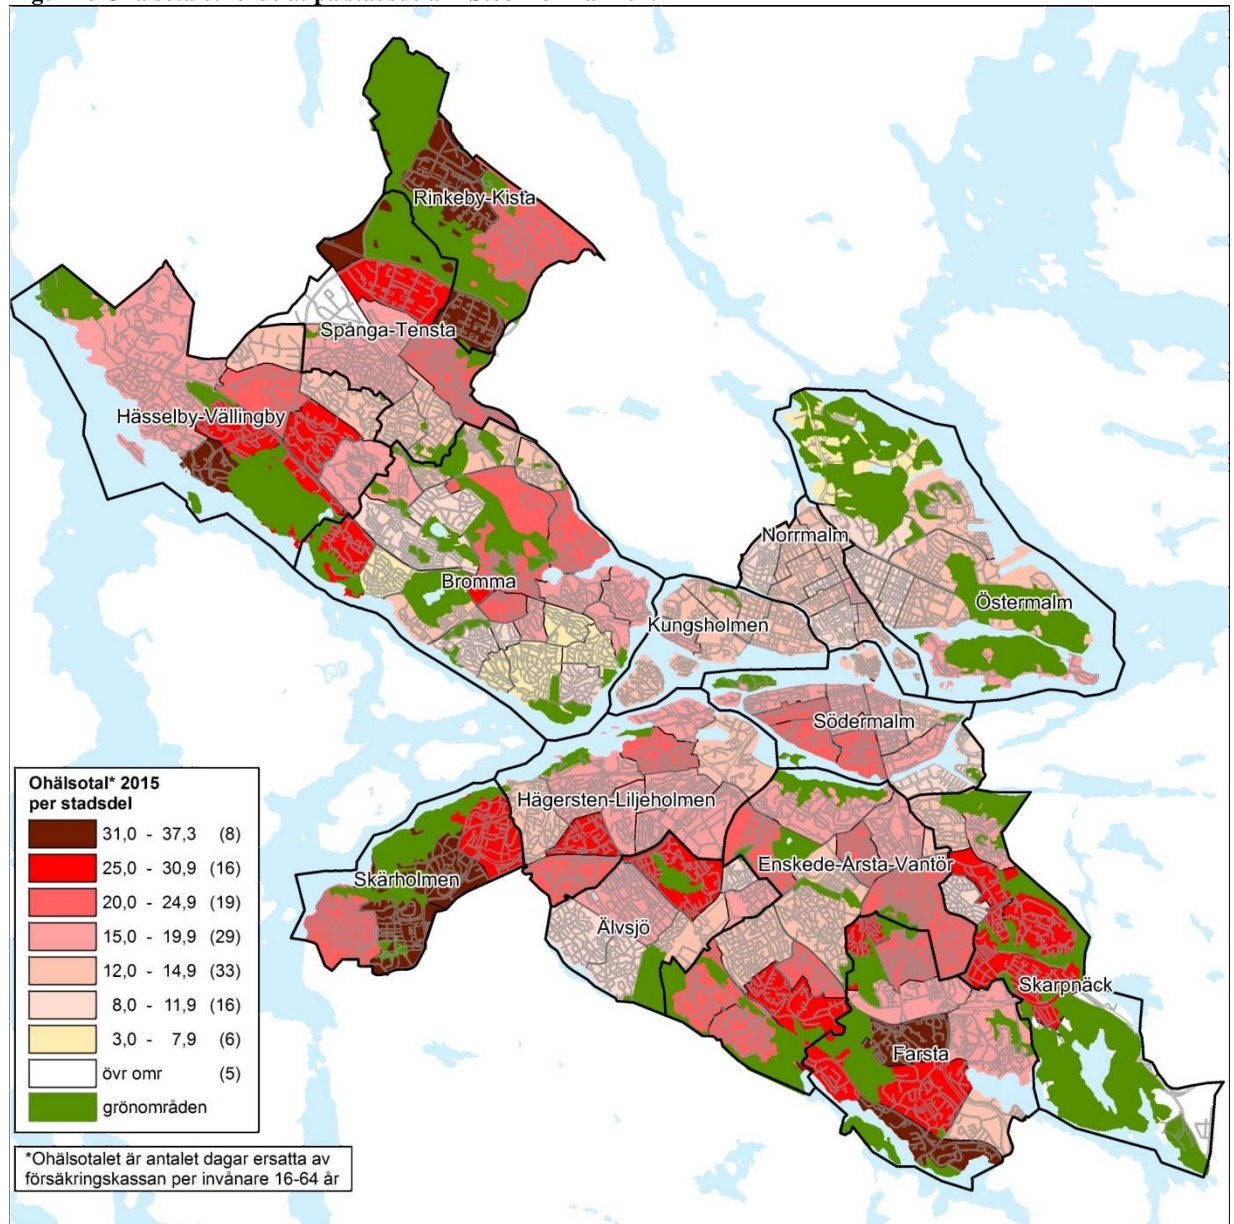 Rinkeby-Kista
Spånga-Tensta
Hässelby-Vällingby
Norrmalm
Bromma
Östermalm
Kungsholmen
Södermalm
Hägersten-Liljeholmen
Enskede-Årsta-Vantör
Skärholmen
Älvsjö
Skarpnäck
Farsta
Ohälsotal* 2015
per stadsdel
31,0 - 37,3 (8)
25,0 - 30,9 (16)
20,0 - 24,9 (19)
15,0 - 19,9 (29)
12,0 - 14,9 (33)
8,0 - 11,9 (16)
3,0 - 7,9 (6)
övr omr (5)
grönområden
*Ohälsotalet är antalet dagar ersatta av
försäkringskassan per invånare 16-64 år